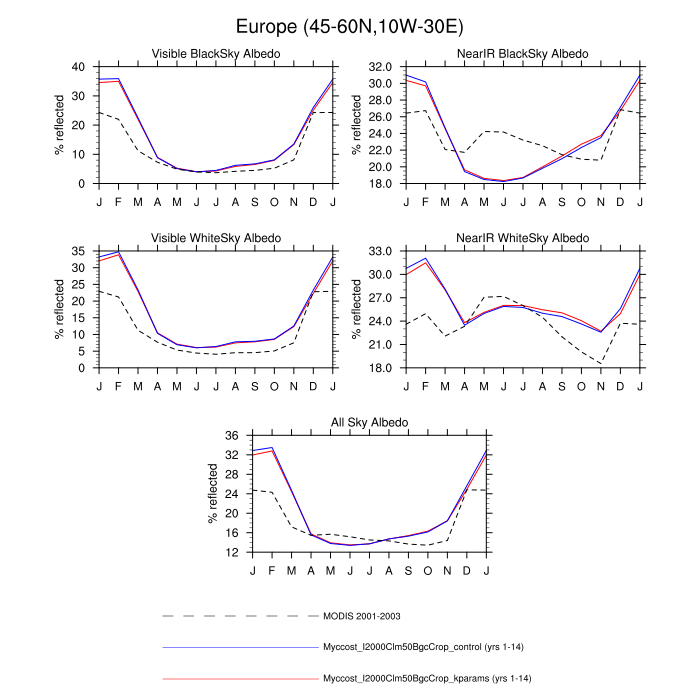 Europe (45-60N,10W-30E)
Visible BlackSky Albedo
% reflected
40
30
20
10
0
J F M A M J J A S O N D J
NearIR BlackSky Albedo
32.0
30.0
28.0
26.0
24.0
22.0
20.0
18.0
J F M A M J J A S O N D J
Visible WhiteSky Albedo
% reflected
35
30
25
20
15
10
5
0
J F M A M J J A S O N D J
NearIR WhiteSky Albedo
% reflected
33.0
30.0
27.0
24.0
21.0
18.0
J F M A M J J A S O N D J
All Sky Albedo
% reflected
36
32
28
24
20
16
12
J F M A M J J A S O N D J
MODIS 2001-2003
Myccost_I2000Clm50BgcCrop_control (yrs 1-14)
Myccost_I2000Clm50BgcCrop_kparams (yrs 1-14)